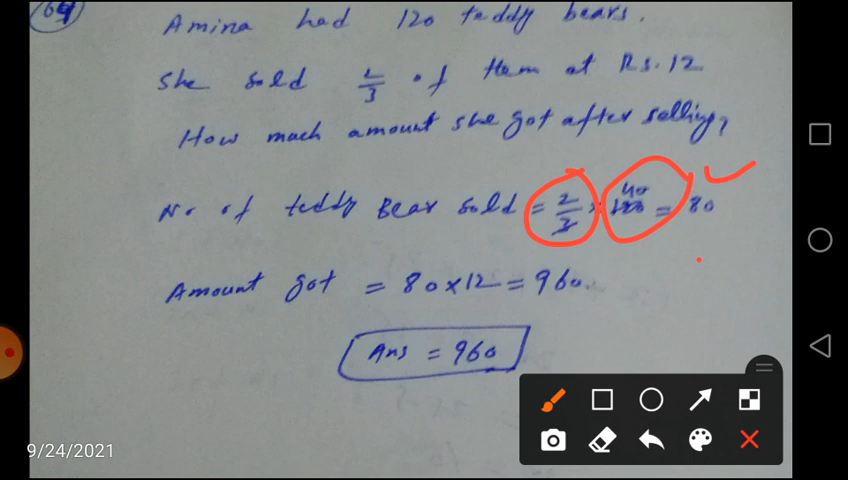 64
Amina had 120 teddy bears.
She sold 2/3 of them at Rs. 12
How much amount she got after selling?
No of teddy Bear sold = 2/3 × 120 40 = 80
Amount got = 80×12 = 960.
Ans = 960
9/24/2021